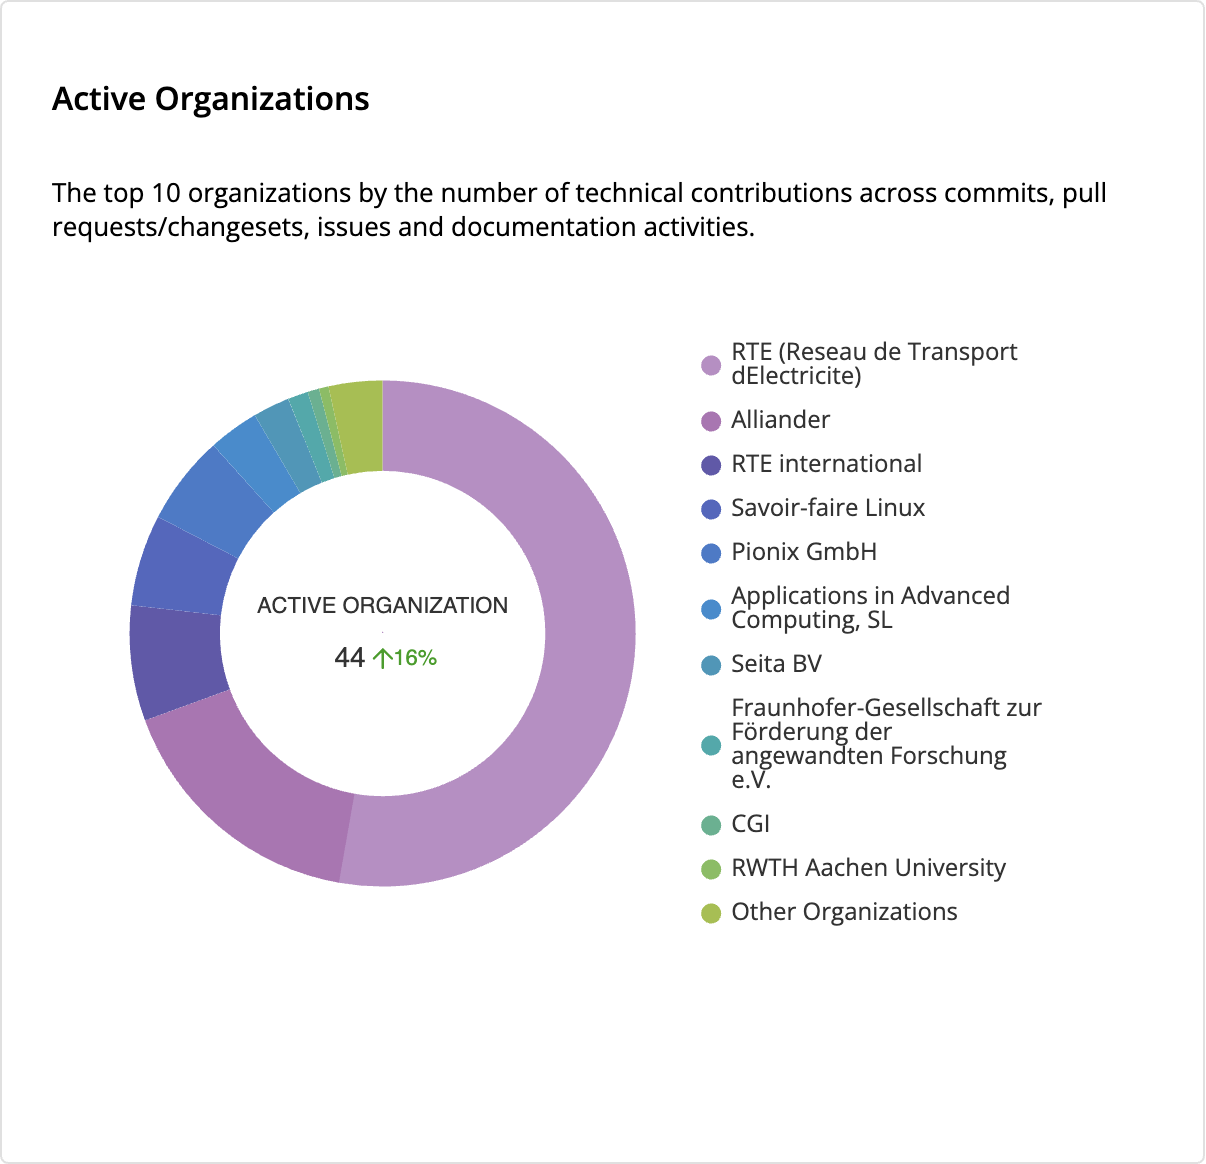 Active Organizations
The top 10 organizations by the number of technical contributions across commits, pull
requests/changesets, issues and documentation activities.
ACTIVE ORGANIZATION
44 ↑16%
RTE (Reseau de Transport
dElectricite)
Alliander
RTE international
Savoir-faire Linux
Pionix GmbH
Applications in Advanced
Computing, SL
Seita BV
Fraunhofer-Gesellschaft zur
Förderung der
angewandten Forschung
e.V.
CGI
RWTH Aachen University
Other Organizations